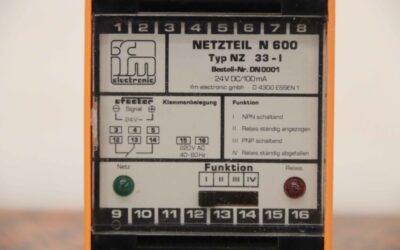 1 2 3 4 5 6 7 8
ifm
electronic
NETZTEIL N 600
Typ NZ 33-I
Bestell-Nr. DN0001
24V DC/100mA
ifm electronic gmbh D 4300 ESSEN 1
efector
Klemmenbelegung
Funktion
⊖ Signal ⊕
24V
3 4 5
12 13 14
15 16
220V AC
40-60Hz
I NPN schaltend
II Relais ständig angezogen
III PNP schaltend
IV Relais ständig abgefallen
Netz
Funktion
Relais
I II III IV
9 10 11 12 13 14 15 16